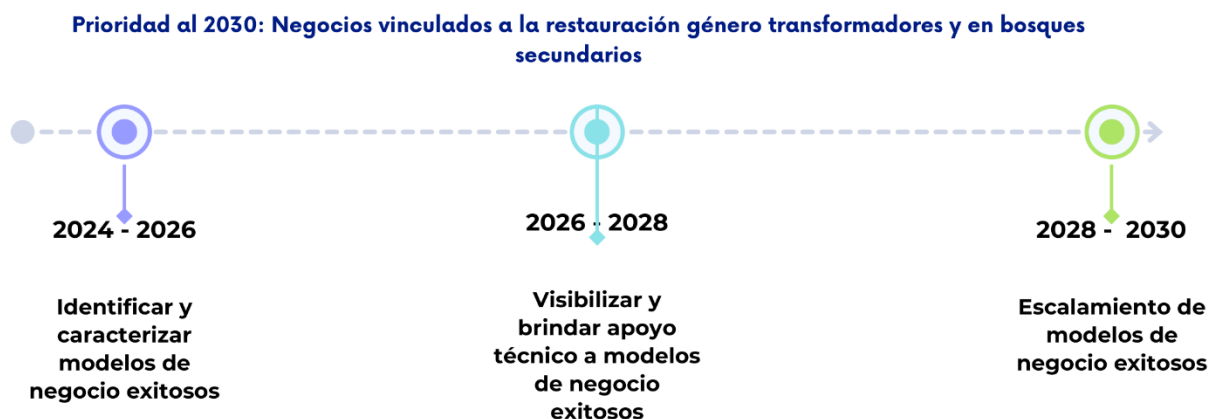 Prioridad al 2030: Negocios vinculados a la restauración género transformadores y en bosques
secundarios
2024 - 2026
Identificar y
caracterizar
modelos de
negocio exitosos
2026 - 2028
Visibilizar y
brindar apoyo
técnico a modelos
de negocio
exitosos
2028 - 2030
Escalamiento de
modelos de
negocio exitosos